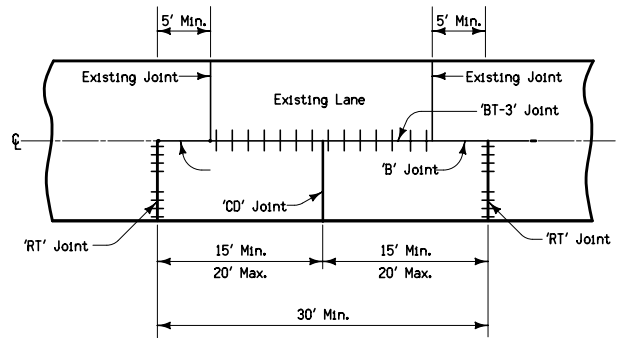 5' Min.
5' Min.
Existing Joint
Existing Joint
Existing Lane
'BT-3' Joint
℄
'B' Joint
'CD' Joint
'RT' Joint
'RT' Joint
15' Min.
15' Min.
20' Max.
20' Max.
30' Min.